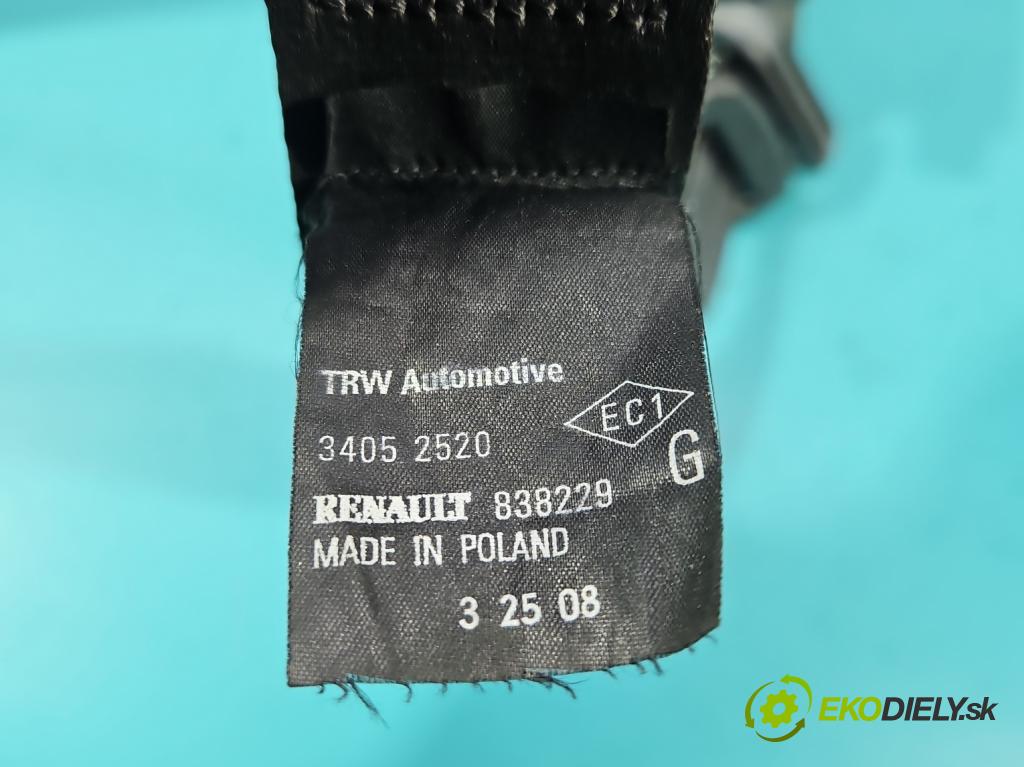 TRW Automotive
EC1
3405 2520
G
RENAULT 838229
MADE IN POLAND
3 25 08
EKODIELY.sk